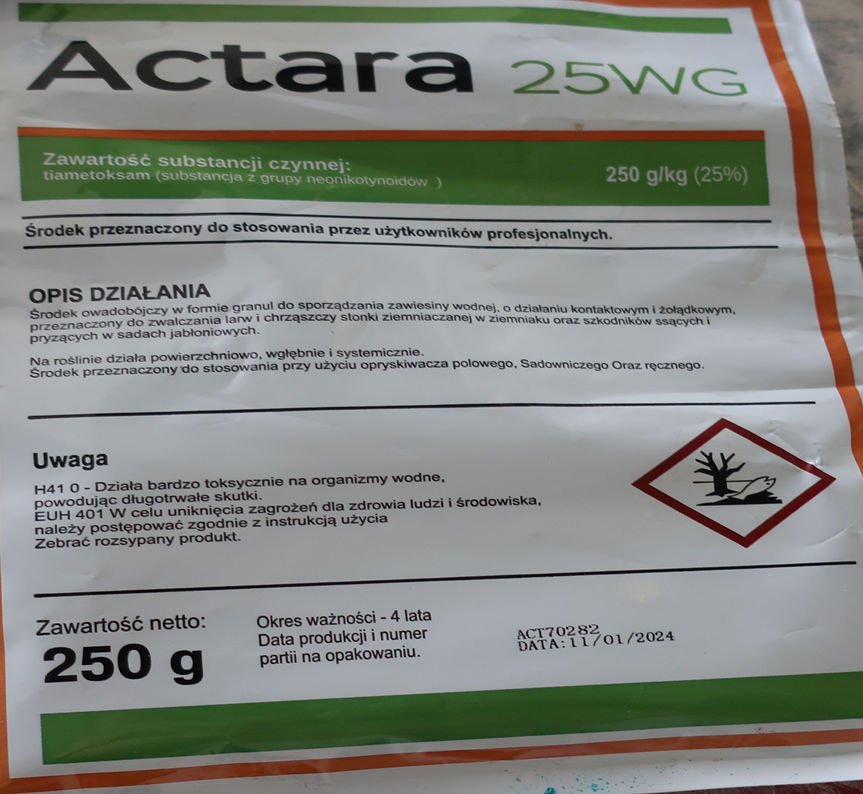 Actara 25WG
Zawartość substancji czynnej:
tiametoksam (substancja z grupy neonikotynoidów )
250 g/kg (25%)
Środek przeznaczony do stosowania przez użytkowników profesjonalnych.
OPIS DZIAŁANIA
Środek owadobójczy w formie granul do sporządzania zawiesiny wodnej, o działaniu kontaktowym i żołądkowym,
przeznaczony do zwalczania larw i chrząszczy stonki ziemniaczanej w ziemniaku oraz szkodników ssących i
pryzących w sadach jabłoniowych.
Na roślinie działa powierzchniowo, wgłębnie i systemicznie.
Środek przeznaczony do stosowania przy użyciu opryskiwacza polowego, Sadowniczego Oraz ręcznego.
Uwaga
H41 0 - Działa bardzo toksycznie na organizmy wodne,
powodując długotrwałe skutki.
EUH 401 W celu uniknięcia zagrożeń dla zdrowia ludzi i środowiska,
należy postępować zgodnie z instrukcją użycia
Zebrać rozsypany produkt.
Zawartość netto:
250 g
Okres ważności - 4 lata
Data produkcji i numer
partii na opakowaniu.
ACT70282
DATA:11/01/2024